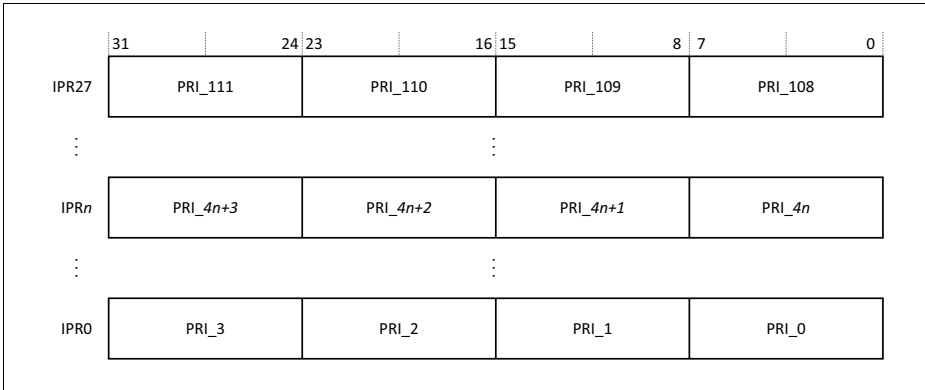 31 24 23 16 15 8 7 0
IPR27 PRI_111 PRI_110 PRI_109 PRI_108
⋮ ⋮
IPRn PRI_4n+3 PRI_4n+2 PRI_4n+1 PRI_4n
⋮ ⋮
IPR0 PRI_3 PRI_2 PRI_1 PRI_0